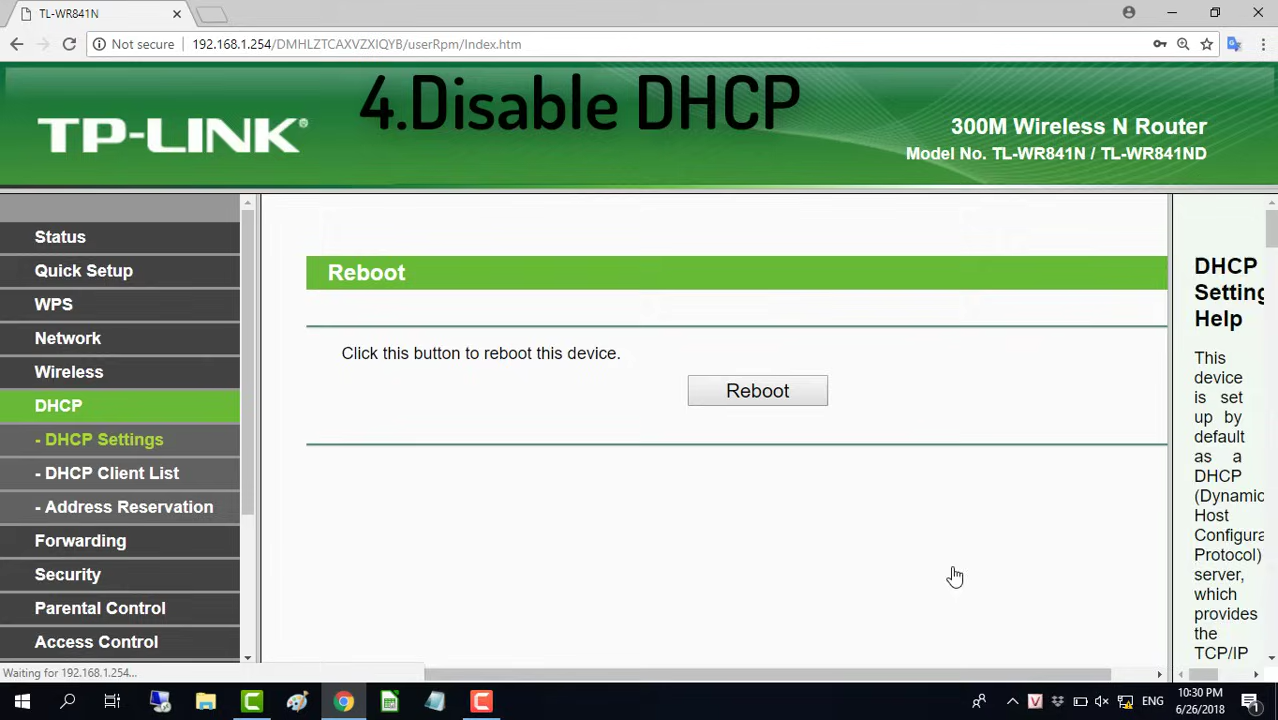 TL-WR841N
Not secure
192.168.1.254/DMHLZTCAXVZXIQYB/userRpm/Index.htm
4.Disable DHCP
TP-LINK®
300M Wireless N Router
Model No. TL-WR841N / TL-WR841ND
Status
Quick Setup
WPS
Network
Wireless
DHCP
- DHCP Settings
- DHCP Client List
- Address Reservation
Forwarding
Security
Parental Control
Access Control
Reboot
Click this button to reboot this device.
Reboot
DHCP
Setting
Help
This
device
is set
up by
default
as a
DHCP
(Dynamic
Host
Configura
Protocol)
server,
which
provides
the
TCP/IP
Waiting for 192.168.1.254...
ENG
10:30 PM
6/26/2018
1